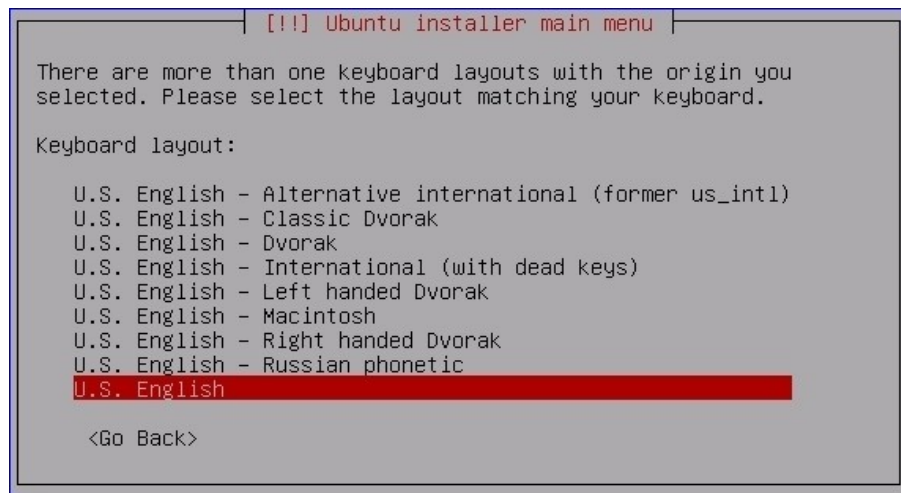 [!!] Ubuntu installer main menu
There are more than one keyboard layouts with the origin you
selected. Please select the layout matching your keyboard.
Keyboard layout:
U.S. English - Alternative international (former us_intl)
U.S. English - Classic Dvorak
U.S. English - Dvorak
U.S. English - International (with dead keys)
U.S. English - Left handed Dvorak
U.S. English - Macintosh
U.S. English - Right handed Dvorak
U.S. English - Russian phonetic
U.S. English
<Go Back>